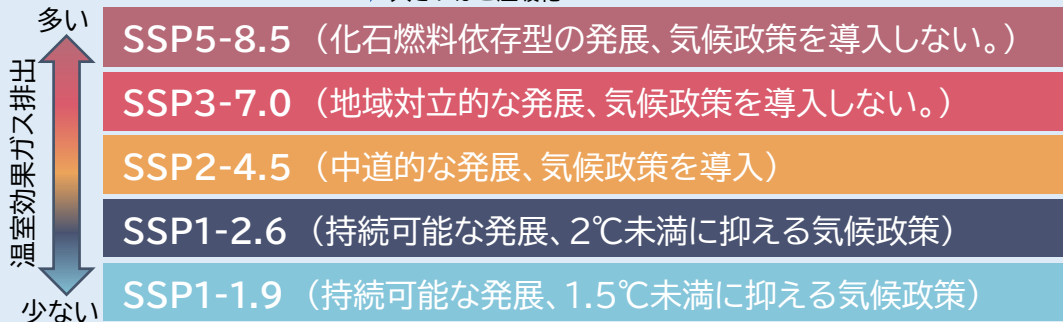 多い
SSP5-8.5（化石燃料依存型の発展、気候政策を導入しない。）
SSP3-7.0（地域対立的な発展、気候政策を導入しない。）
SSP2-4.5（中道的な発展、気候政策を導入）
SSP1-2.6（持続可能な発展、2℃未満に抑える気候政策）
SSP1-1.9（持続可能な発展、1.5℃未満に抑える気候政策）
少ない
温室効果ガス排出